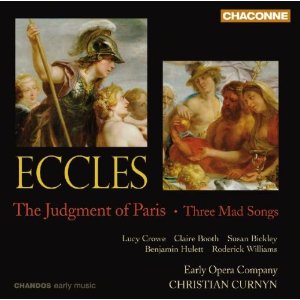 CHACONNE
ECCLES
The Judgment of Paris • Three Mad Songs
Lucy Crowe Claire Booth Susan Bickley
Benjamin Hulett Roderick Williams
Early Opera Company
CHANDOS early music
CHRISTIAN CURNYN